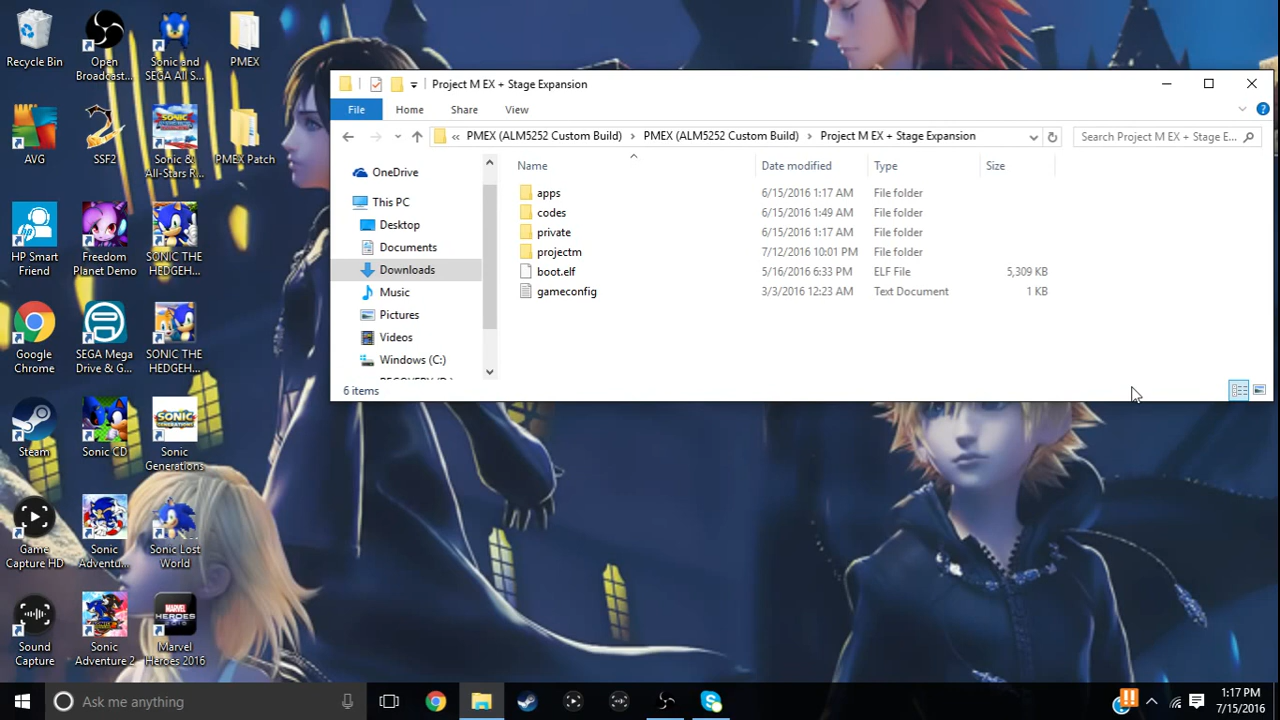 Recycle Bin
Open
Broadcast...
Sonic and
SEGA All S...
PMEX
AVG
SSF2
Sonic &
All-Stars R...
PMEX Patch
HP Smart
Friend
Freedom
Planet Demo
SONIC THE
HEDGEH...
Google
Chrome
SEGA Mega
Drive & G...
SONIC THE
HEDGEH...
Steam
Sonic CD
SONIC
GENERATIONS
Sonic
Generations
Game
Capture HD
Sonic
Adventu...
Sonic Lost
World
Sound
Capture
Sonic
Adventure 2
MARVEL
HEROES
Marvel
Heroes 2016
Project M EX + Stage Expansion
File Home Share View
« PMEX (ALM5252 Custom Build) › PMEX (ALM5252 Custom Build) › Project M EX + Stage Expansion
Search Project M EX + Stage E...
Name Date modified Type Size
OneDrive
This PC
Desktop
Documents
Downloads
Music
Pictures
Videos
Windows (C:)
apps 6/15/2016 1:17 AM File folder
codes 6/15/2016 1:49 AM File folder
private 6/15/2016 1:17 AM File folder
projectm 7/12/2016 10:01 PM File folder
boot.elf 5/16/2016 6:33 PM ELF File 5,309 KB
gameconfig 3/3/2016 12:23 AM Text Document 1 KB
6 items
Ask me anything
1:17 PM
7/15/2016